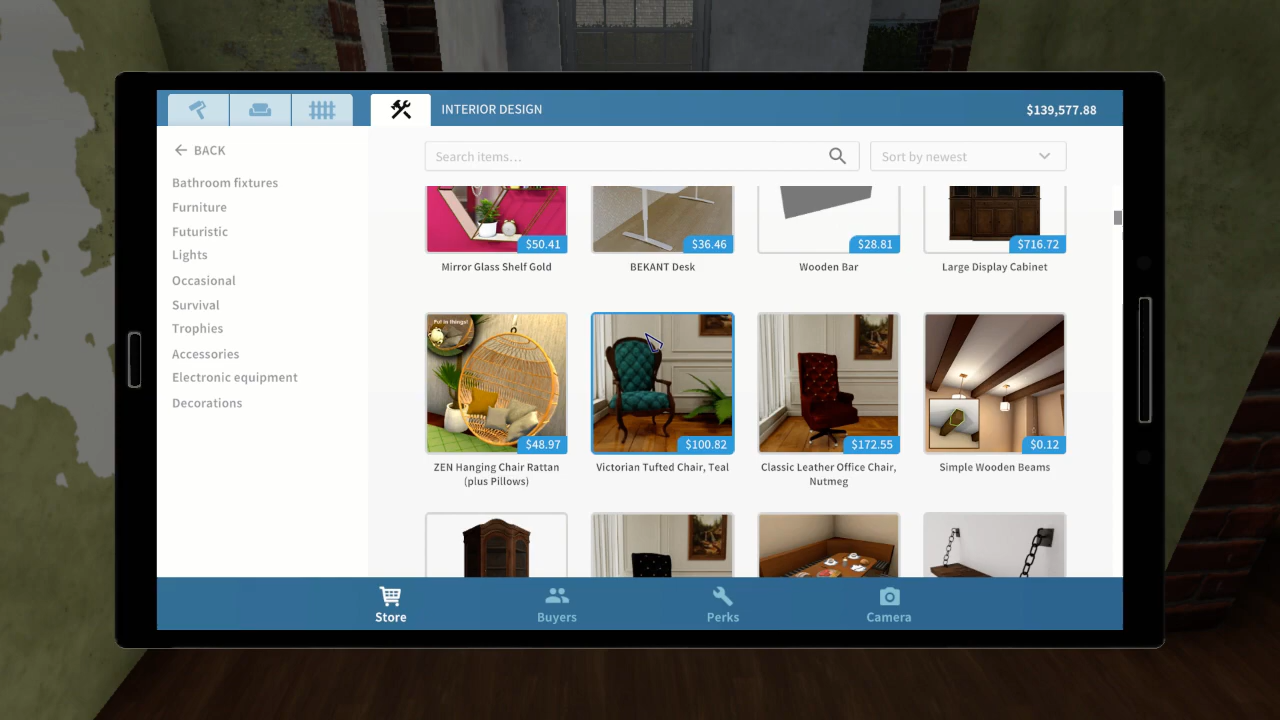 INTERIOR DESIGN
$139,577.88
BACK
Search items...
Sort by newest
Bathroom fixtures
Furniture
Futuristic
Lights
Occasional
Survival
Trophies
Accessories
Electronic equipment
Decorations
$50.41
$36.46
$28.81
$716.72
Mirror Glass Shelf Gold
BEKANT Desk
Wooden Bar
Large Display Cabinet
Put in things!
$48.97
$100.82
$172.55
$0.12
ZEN Hanging Chair Rattan
(plus Pillows)
Victorian Tufted Chair, Teal
Classic Leather Office Chair,
Nutmeg
Simple Wooden Beams
Store
Buyers
Perks
Camera